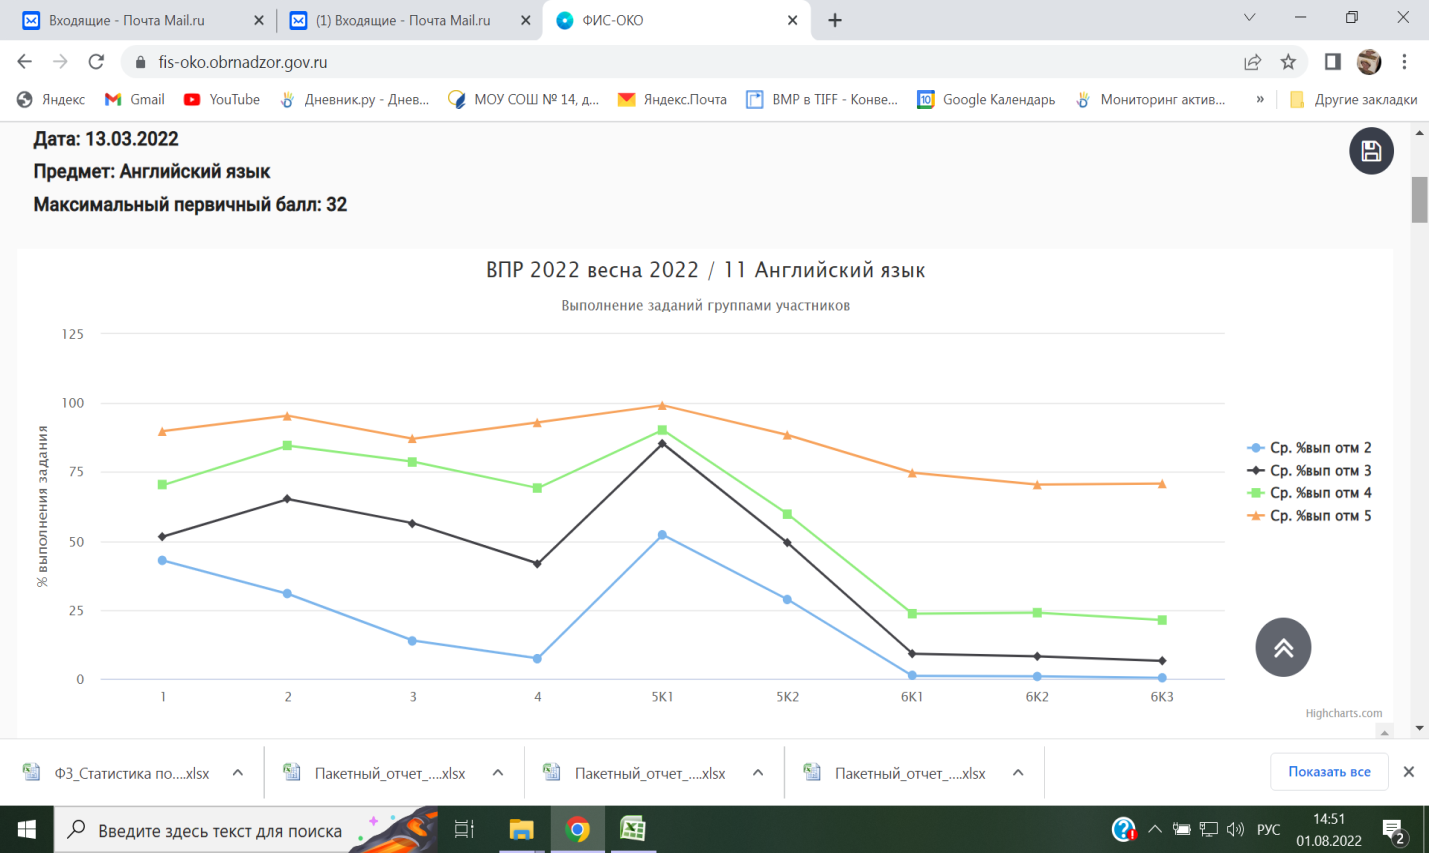 Входящие - Почта Mail.ru
(1) Входящие - Почта Mail.ru
ФИС-ОКО
fis-oko.obrnadzor.gov.ru
Яндекс
Gmail
YouTube
Дневник.ру - Днев...
МОУ СОШ № 14, д...
Яндекс.Почта
BMP в TIFF - Конве...
10
Google Календарь
Мониторинг актив...
»
Другие закладки
Дата: 13.03.2022
Предмет: Английский язык
Максимальный первичный балл: 32
ВПР 2022 весна 2022 / 11 Английский язык
Выполнение заданий группами участников
% выполнения задания
125
100
75
50
25
0
1 2 3 4 5K1 5K2 6K1 6K2 6K3
Ср. %вып отм 2
Ср. %вып отм 3
Ср. %вып отм 4
Ср. %вып отм 5
Highcharts.com
ФЗ_Статистика по....xlsx
Пакетный_отчет_....xlsx
Пакетный_отчет_....xlsx
Пакетный_отчет_....xlsx
Показать все
Введите здесь текст для поиска
РУС
14:51
01.08.2022
2